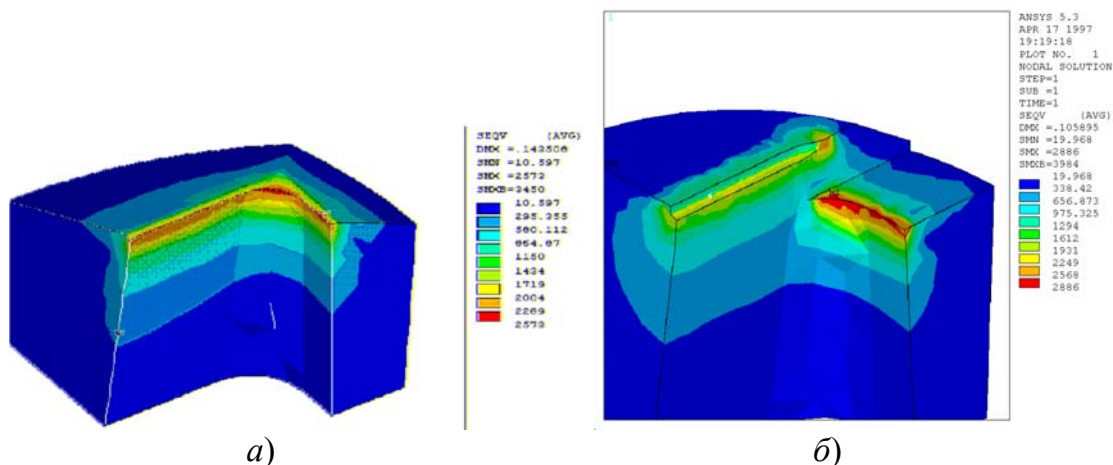 SEQV (AVG)
DMX =.143508
SMN =10.597
SMX =2573
SMXB=3450
10.597
295.355
580.112
864.87
1150
1434
1719
2004
2289
2573
а)
1
ANSYS 5.3
APR 17 1997
19:19:18
PLOT NO. 1
NODAL SOLUTION
STEP=1
SUB =1
TIME=1
SEQV (AVG)
DMX =.105895
SMN =19.968
SMX =2886
SMXB=3984
19.968
338.42
656.873
975.325
1294
1612
1931
2249
2568
2886
б)